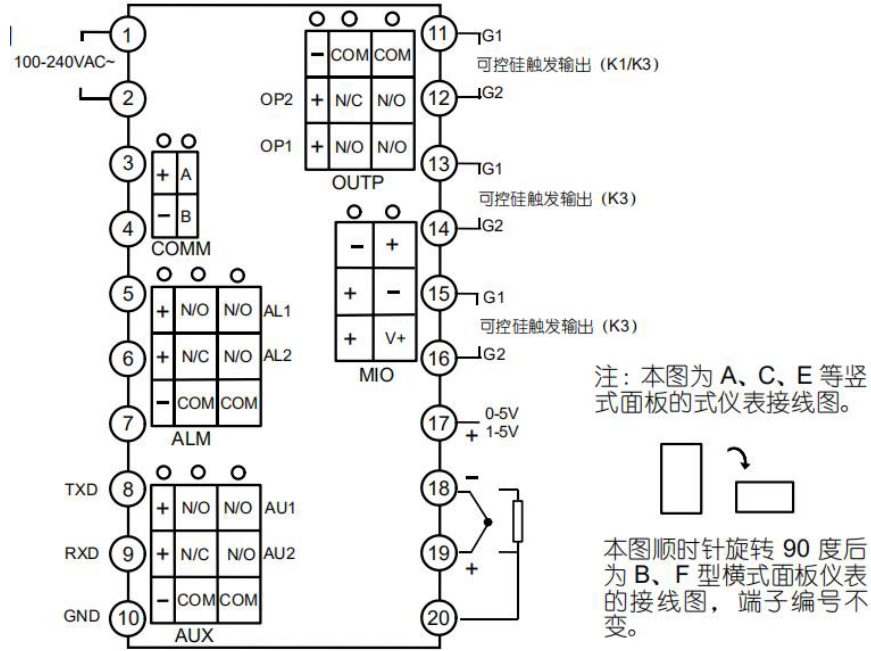 1
100-240VAC~
2
3
+ A
- B
4
COMM
5
+ N/O N/O AL1
6
+ N/C N/O AL2
- COM COM
7
ALM
TXD 8
+ N/O N/O AU1
RXD 9
+ N/C N/O AU2
GND 10
- COM COM
AUX
- COM COM
OP2 + N/C N/O
OP1 + N/O N/O
OUTP
- +
+ -
+ V+
MIO
11 G1
可控硅触发输出 (K1/K3)
12 G2
13 G1
可控硅触发输出 (K3)
14 G2
15 G1
可控硅触发输出 (K3)
16 G2
17 0-5V
+ 1-5V
18 -
19 +
20
注：本图为 A、C、E 等竖
式面板的式仪表接线图。
本图顺时针旋转 90 度后
为 B、F 型横式面板仪表
的接线图，端子编号不
变。